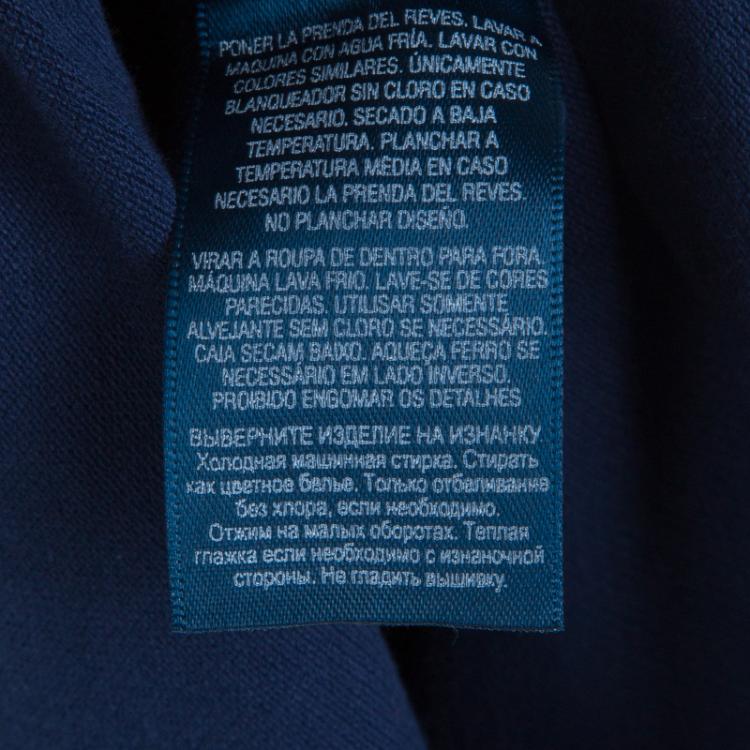 PONER LA PRENDA DEL REVES. LAVAR A
MAQUINA CON AGUA FRÍA. LAVAR CON
COLORES SIMILARES. ÚNICAMENTE
BLANQUEADOR SIN CLORO EN CASO
NECESARIO. SECADO A BAJA
TEMPERATURA. PLANCHAR A
TEMPERATURA MÉDIA EN CASO
NECESARIO LA PRENDA DEL REVES.
NO PLANCHAR DISEÑO.
VIRAR A ROUPA DE DENTRO PARA FORA.
MÁQUINA LAVA FRIO. LAVE-SE DE CORES
PARECIDAS. UTILISAR SOMENTE
ALVEJANTE SEM CLORO SE NECESSÁRIO.
CAIA SECAM BAIXO. AQUEÇA FERRO SE
NECESSÁRIO EM LADO INVERSO.
PROIBIDO ENGOMAR OS DETALHES
ВЫВЕРНИТЕ ИЗДЕЛИЕ НА ИЗНАНКУ
Холодная машинная стирка. Стирать
как цветное белье. Только отбеливание
без хлора, если необходимо.
Отжим на малых оборотах. Теплая
глажка если необходимо с изнаночной
стороны. Не гладить вышивку.